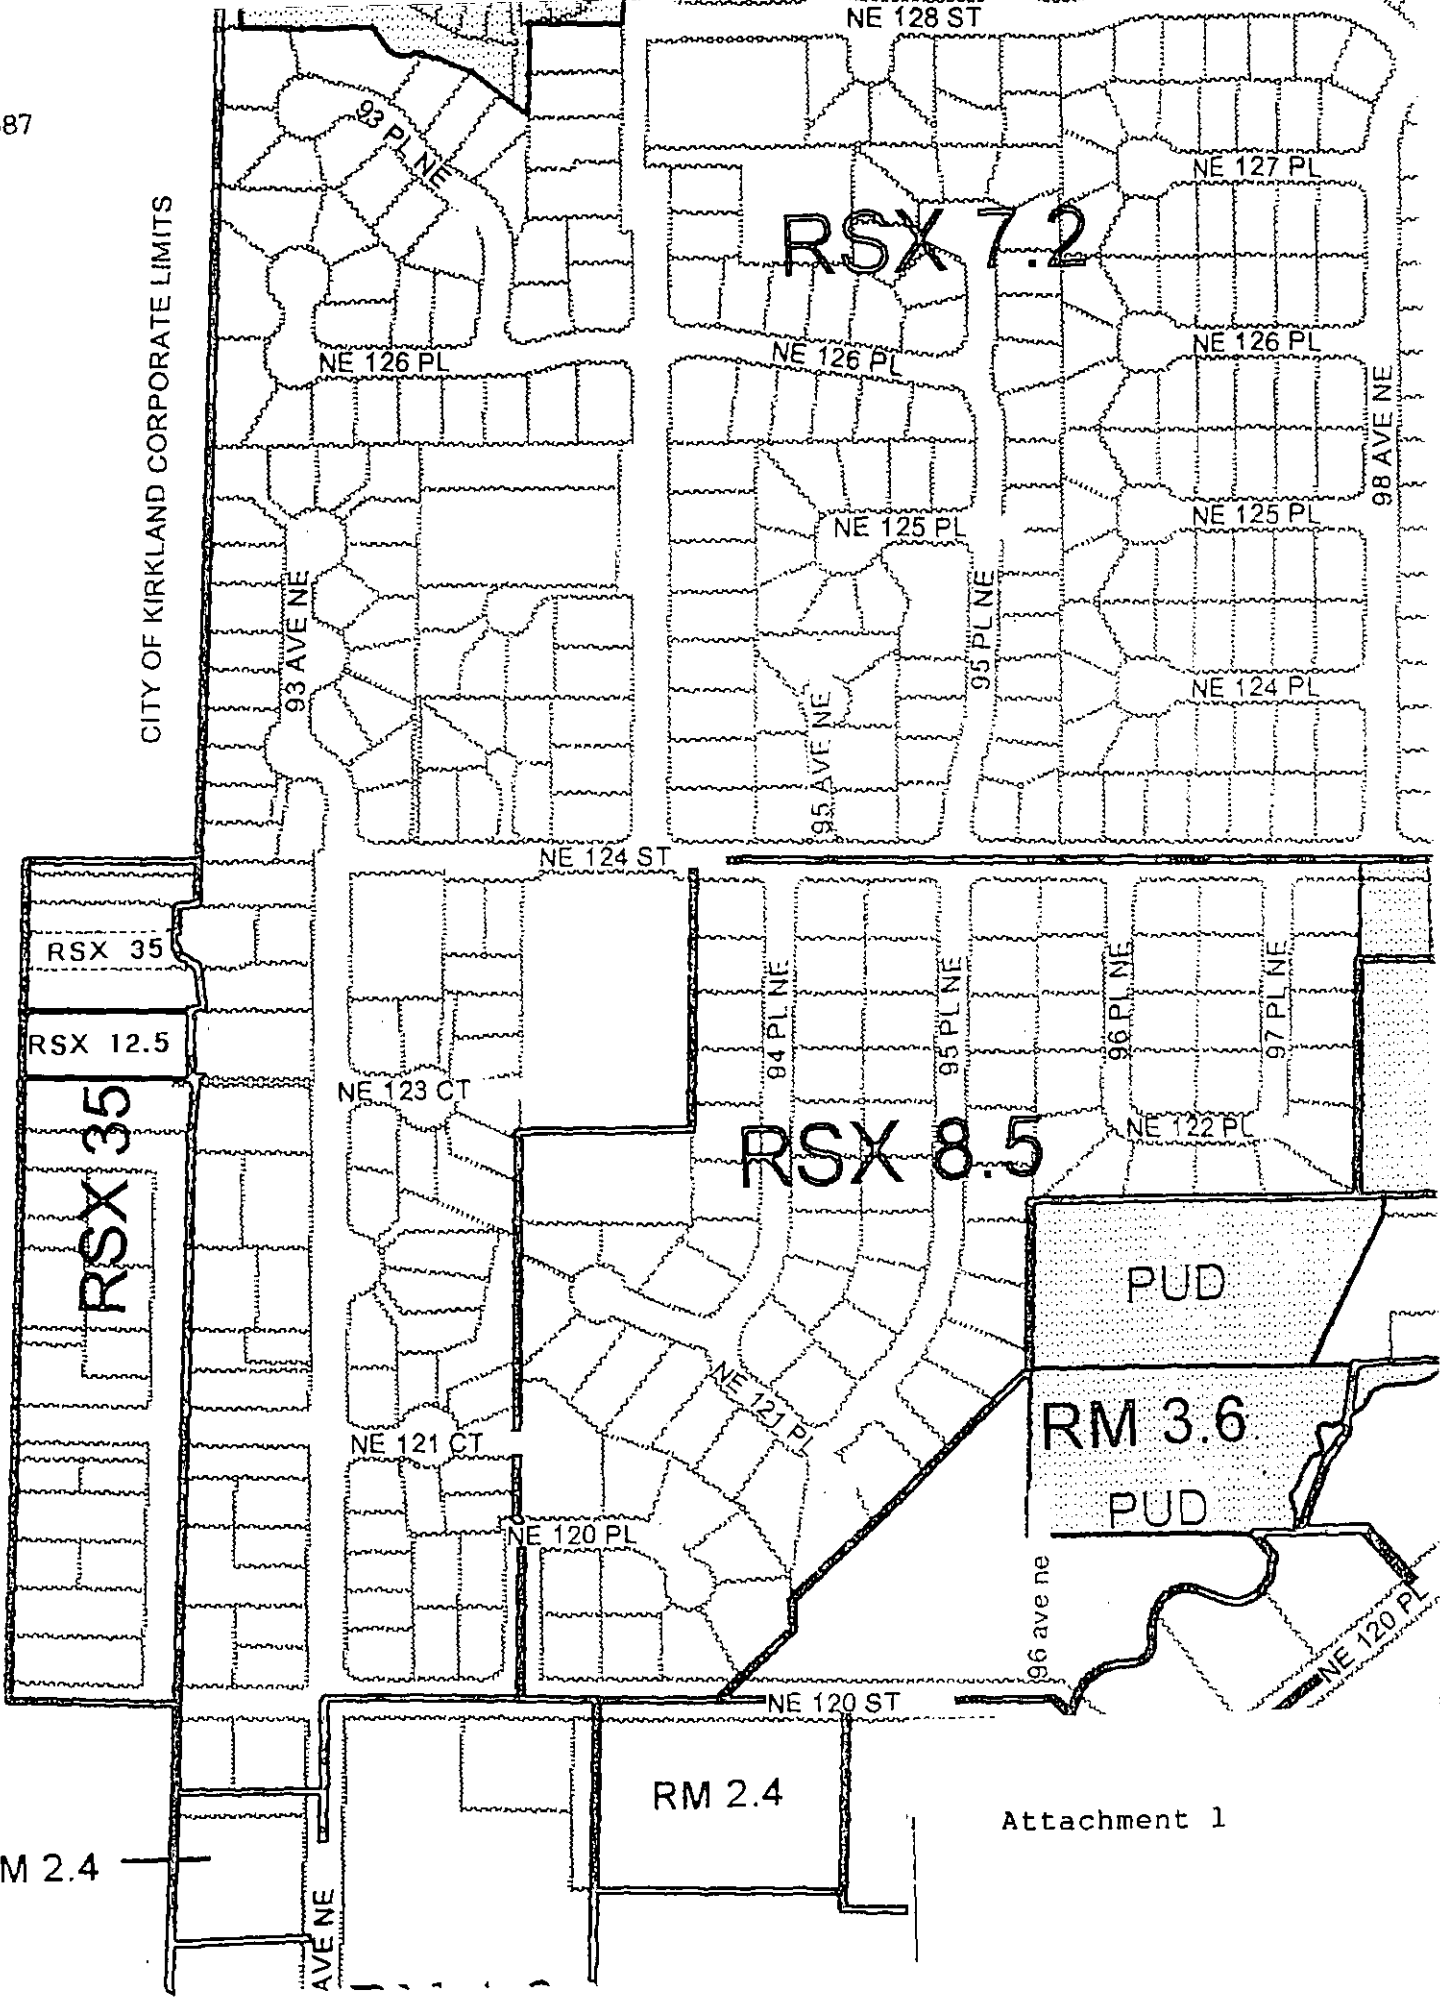 NE 128 ST
87
93 PL NE
NE 127 PL
CITY OF KIRKLAND CORPORATE LIMITS
RSX 7.2
NE 126 PL
NE 126 PL
NE 126 PL
98 AVE NE
NE 125 PL
NE 125 PL
93 AVE NE
95 PL NE
NE 124 PL
95 AVE NE
NE 124 ST
RSX 35
94 PL NE
95 PL NE
96 PL NE
97 PL NE
RSX 12.5
NE 123 CT
RSX 35
RSX 8.5
NE 122 PL
PUD
NE 121 PL
RM 3.6
NE 121 CT
PUD
NE 120 PL
96 ave ne
NE 120 PL
NE 120 ST
RM 2.4
Attachment 1
M 2.4
AVE NE